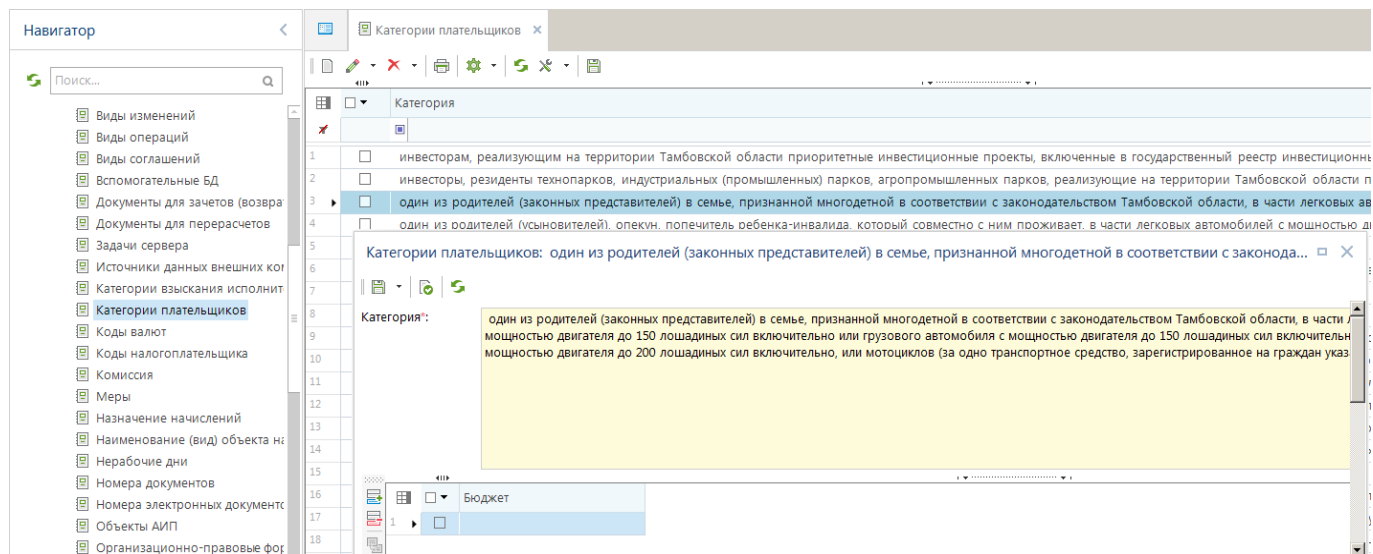 Навигатор
Категории плательщиков
Поиск...
Виды изменений
Виды операций
Виды соглашений
Вспомогательные БД
Документы для зачетов (возвра
Документы для перерасчетов
Задачи сервера
Источники данных внешних ког
Категории взыскания исполнит
Категории плательщиков
Коды валют
Коды налогоплательщика
Комиссия
Меры
Назначение начислений
Наименование (вид) объекта на
Нерабочие дни
Номера документов
Номера электронных документо
Объекты АИП
Организационно-правовые фор
Категория
1 инвесторам, реализующим на территории Тамбовской области приоритетные инвестиционные проекты, включенные в государственный реестр инвестиционнь
2 инвесторы, резиденты технопарков, индустриальных (промышленных) парков, агропромышленных парков, реализующие на территории Тамбовской области п
3 один из родителей (законных представителей) в семье, признанной многодетной в соответствии с законодательством Тамбовской области, в части легковых ав
4 один из родителей (усыновителей), опекун, попечитель ребенка-инвалида, который совместно с ним проживает, в части легковых автомобилей с мощностью д
5
6
7
8
9
10
11
12
13
14
15
16
17
18
Категории плательщиков: один из родителей (законных представителей) в семье, признанной многодетной в соответствии с законода...
Категория*:
один из родителей (законных представителей) в семье, признанной многодетной в соответствии с законодательством Тамбовской области, в части л
мощностью двигателя до 150 лошадиных сил включительно или грузового автомобиля с мощностью двигателя до 150 лошадиных сил включительн
мощностью двигателя до 200 лошадиных сил включительно, или мотоциклов (за одно транспортное средство, зарегистрированное на граждан указ
Бюджет
1